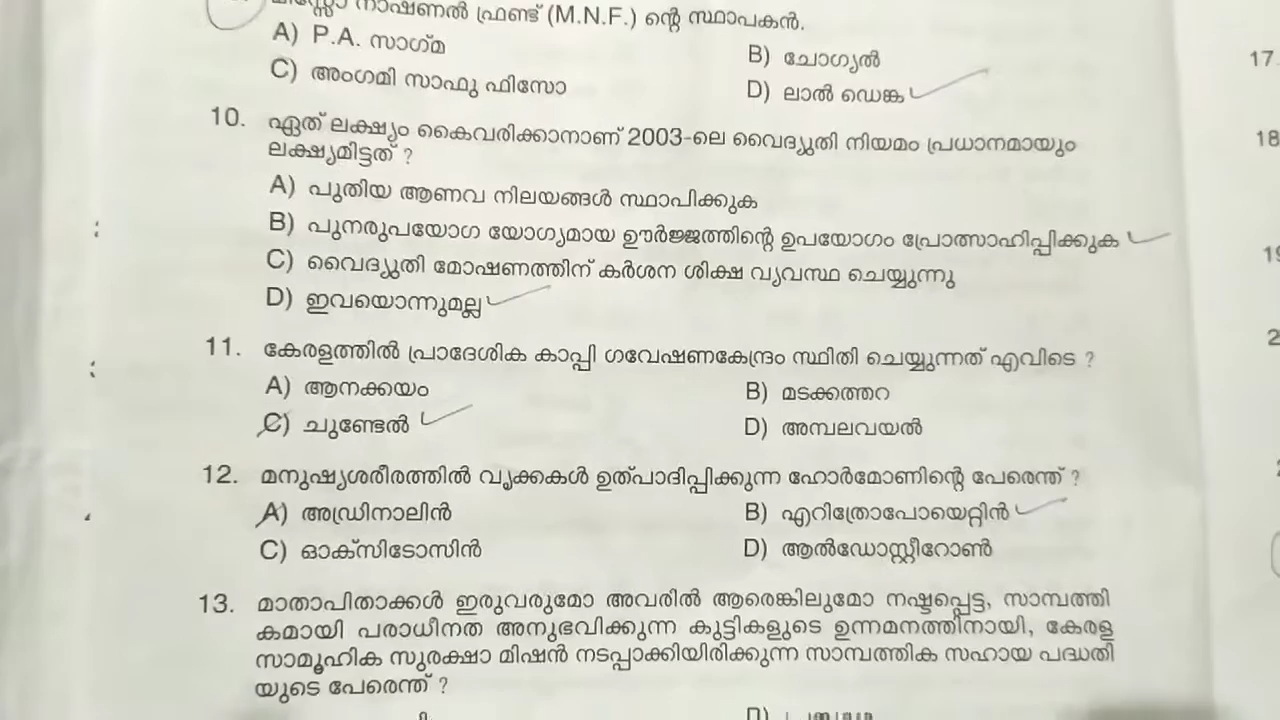 നാഷണൽ ഫ്രണ്ട് (M.N.F.) ന്റെ സ്ഥാപകൻ.
A) P.A. സാഗ്മ
B) ചോഗ്യൽ
C) അംഗമി സാഫു ഫിസോ
D) ലാൽ ഡെങ്ക
10. ഏത് ലക്ഷ്യം കൈവരിക്കാനാണ് 2003-ലെ വൈദ്യുതി നിയമം പ്രധാനമായും
ലക്ഷ്യമിട്ടത് ?
A) പുതിയ ആണവ നിലയങ്ങൾ സ്ഥാപിക്കുക
B) പുനരുപയോഗ യോഗ്യമായ ഊർജ്ജത്തിന്റെ ഉപയോഗം പ്രോത്സാഹിപ്പിക്കുക
C) വൈദ്യുതി മോഷണത്തിന് കർശന ശിക്ഷ വ്യവസ്ഥ ചെയ്യുന്നു
D) ഇവയൊന്നുമല്ല
11. കേരളത്തിൽ പ്രാദേശിക കാപ്പി ഗവേഷണകേന്ദ്രം സ്ഥിതി ചെയ്യുന്നത് എവിടെ ?
A) ആനക്കയം
B) മടക്കത്തറ
C) ചുണ്ടേൽ
D) അമ്പലവയൽ
12. മനുഷ്യശരീരത്തിൽ വൃക്കകൾ ഉത്പാദിപ്പിക്കുന്ന ഹോർമോണിന്റെ പേരെന്ത് ?
A) അഡ്രിനാലിൻ
B) എറിത്രോപോയെറ്റിൻ
C) ഓക്സിടോസിൻ
D) ആൽഡോസ്റ്റീറോൺ
13. മാതാപിതാക്കൾ ഇരുവരുമോ അവരിൽ ആരെങ്കിലുമോ നഷ്ടപ്പെട്ട, സാമ്പത്തി
കമായി പരാധീനത അനുഭവിക്കുന്ന കുട്ടികളുടെ ഉന്നമനത്തിനായി, കേരള
സാമൂഹിക സുരക്ഷാ മിഷൻ നടപ്പാക്കിയിരിക്കുന്ന സാമ്പത്തിക സഹായ പദ്ധതി
യുടെ പേരെന്ത് ?
17.
18